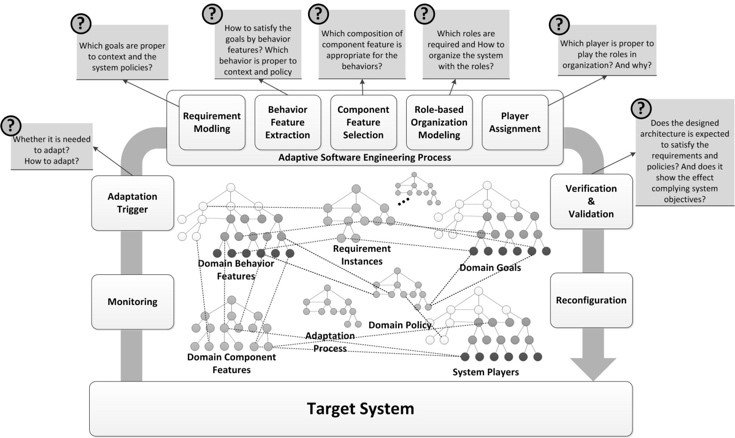 ?
Which goals are proper
to context and the
system policies?
?
How to satisfy the
goals by behavior
features? Which
behavior is proper to
context and policy
?
Which composition of
component feature is
appropriate for the
behaviors?
?
Which roles are
required and How to
organize the system
with the roles?
?
Which player is proper to
play the roles in
organization? And why?
?
Whether it is needed
to adapt?
How to adapt?
?
Does the designed
architecture is expected
to satisfy the
requirements and
policies? And does it
show the effect
complying system
objectives?
Requirement
Modling
Behavior
Feature
Extraction
Component
Feature
Selection
Role-based
Organization
Modeling
Player
Assignment
Adaptive Software Engineering Process
Adaptation
Trigger
Verification
&
Validation
Monitoring
Reconfiguration
Requirement
Instances
Domain Behavior
Features
Domain Goals
Domain Policy
Adaptation
Process
Domain Component
Features
System Players
Target System